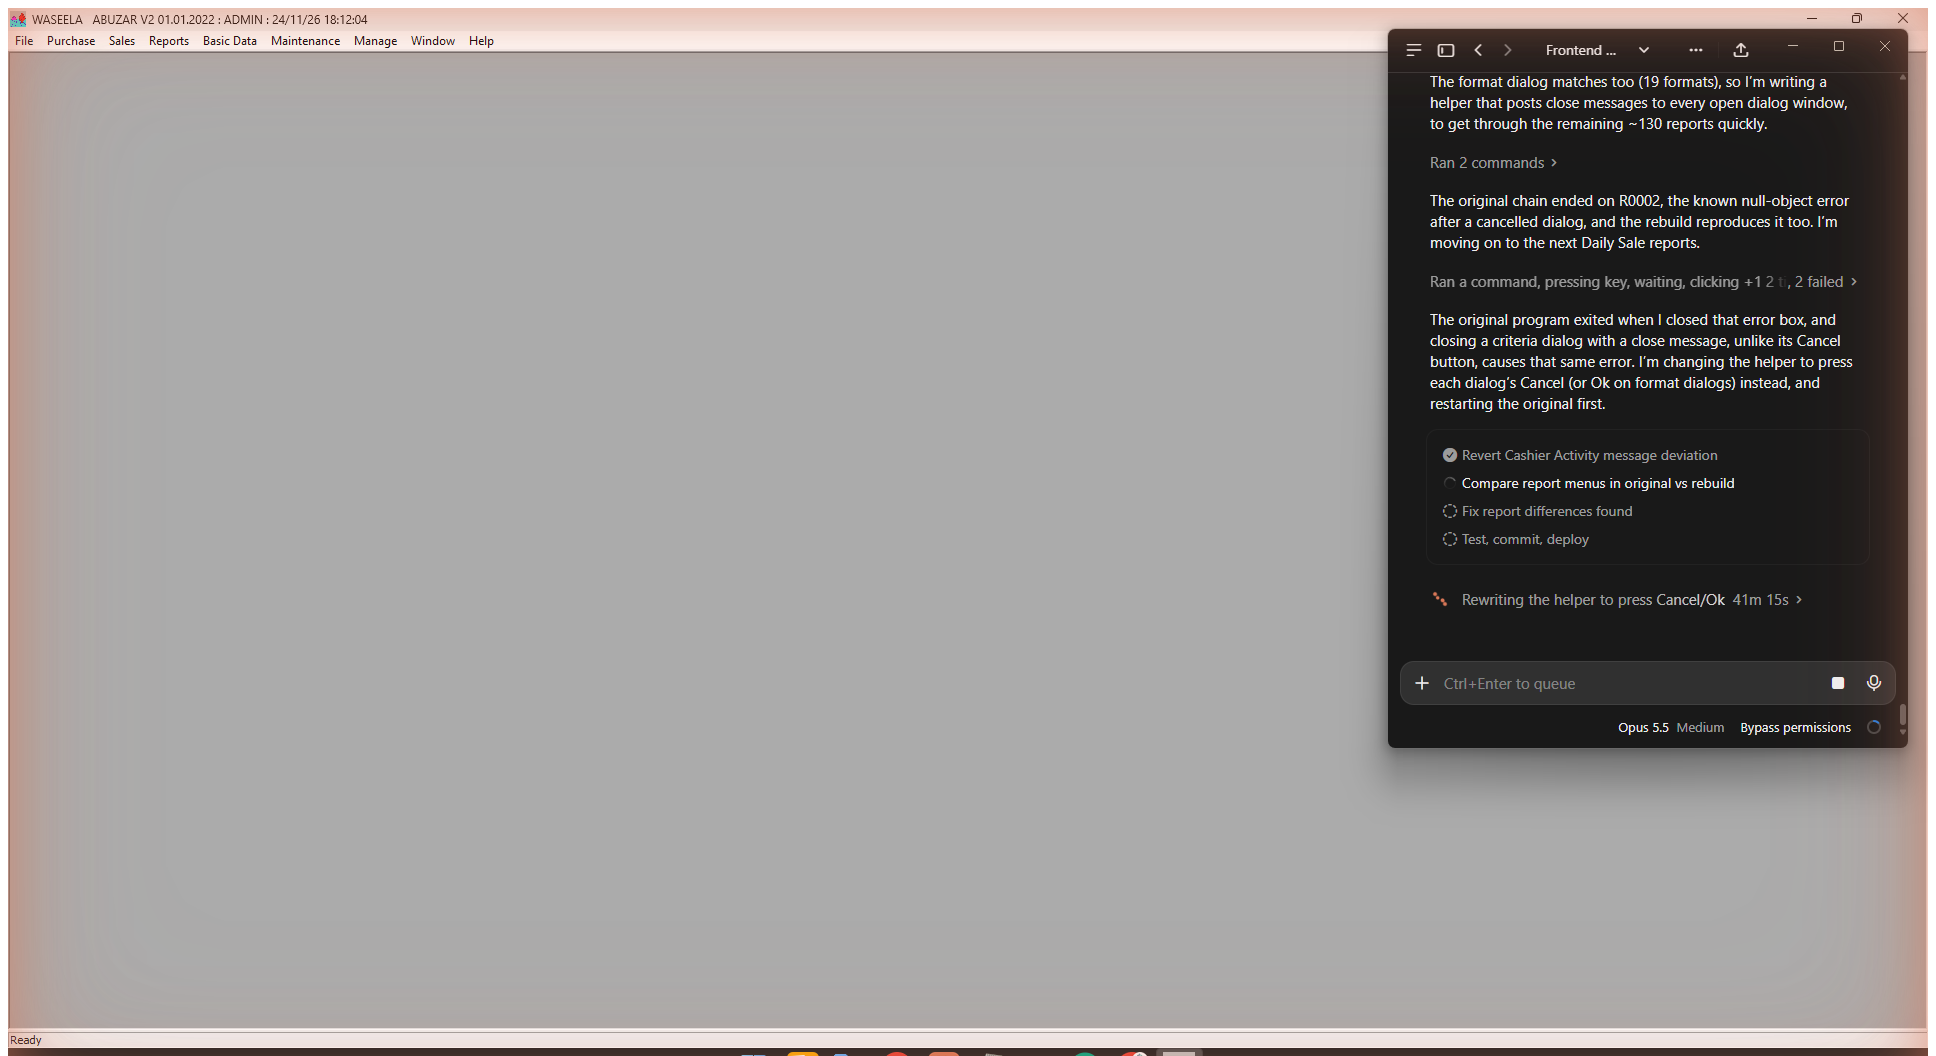 WASEELA ABUZAR V2 01.01.2022 : ADMIN : 24/11/26 18:12:04
File Purchase Sales Reports Basic Data Maintenance Manage Window Help
Frontend ...
The format dialog matches too (19 formats), so I'm writing a
helper that posts close messages to every open dialog window,
to get through the remaining ~130 reports quickly.
Ran 2 commands
The original chain ended on R0002, the known null-object error
after a cancelled dialog, and the rebuild reproduces it too. I'm
moving on to the next Daily Sale reports.
Ran a command, pressing key, waiting, clicking +1 2 , 2 failed
The original program exited when I closed that error box, and
closing a criteria dialog with a close message, unlike its Cancel
button, causes that same error. I'm changing the helper to press
each dialog's Cancel (or Ok on format dialogs) instead, and
restarting the original first.
Revert Cashier Activity message deviation
Compare report menus in original vs rebuild
Fix report differences found
Test, commit, deploy
Rewriting the helper to press Cancel/Ok 41m 15s
Ctrl+Enter to queue
Opus 5.5 Medium Bypass permissions
Ready